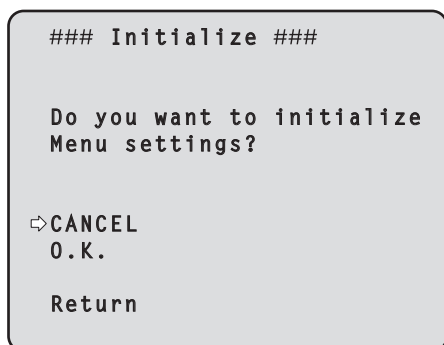 ### Initialize ###
Do you want to initialize
Menu settings?
⇨CANCEL
O.K.
Return